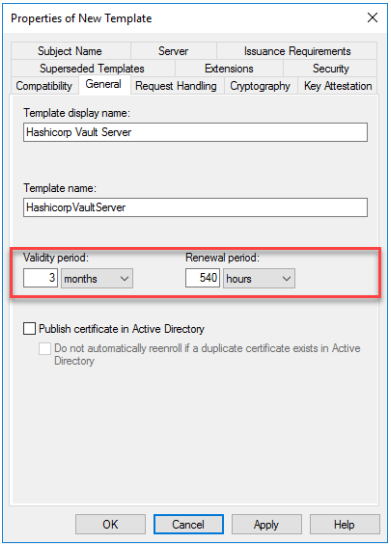 Properties of New Template
Subject Name Server Issuance Requirements
Superseded Templates Extensions Security
Compatibility General Request Handling Cryptography Key Attestation
Template display name:
Hashicorp Vault Server
Template name:
HashicorpVaultServer
Validity period: Renewal period:
3 months 540 hours
Publish certificate in Active Directory
Do not automatically reenroll if a duplicate certificate exists in Active
Directory
OK Cancel Apply Help